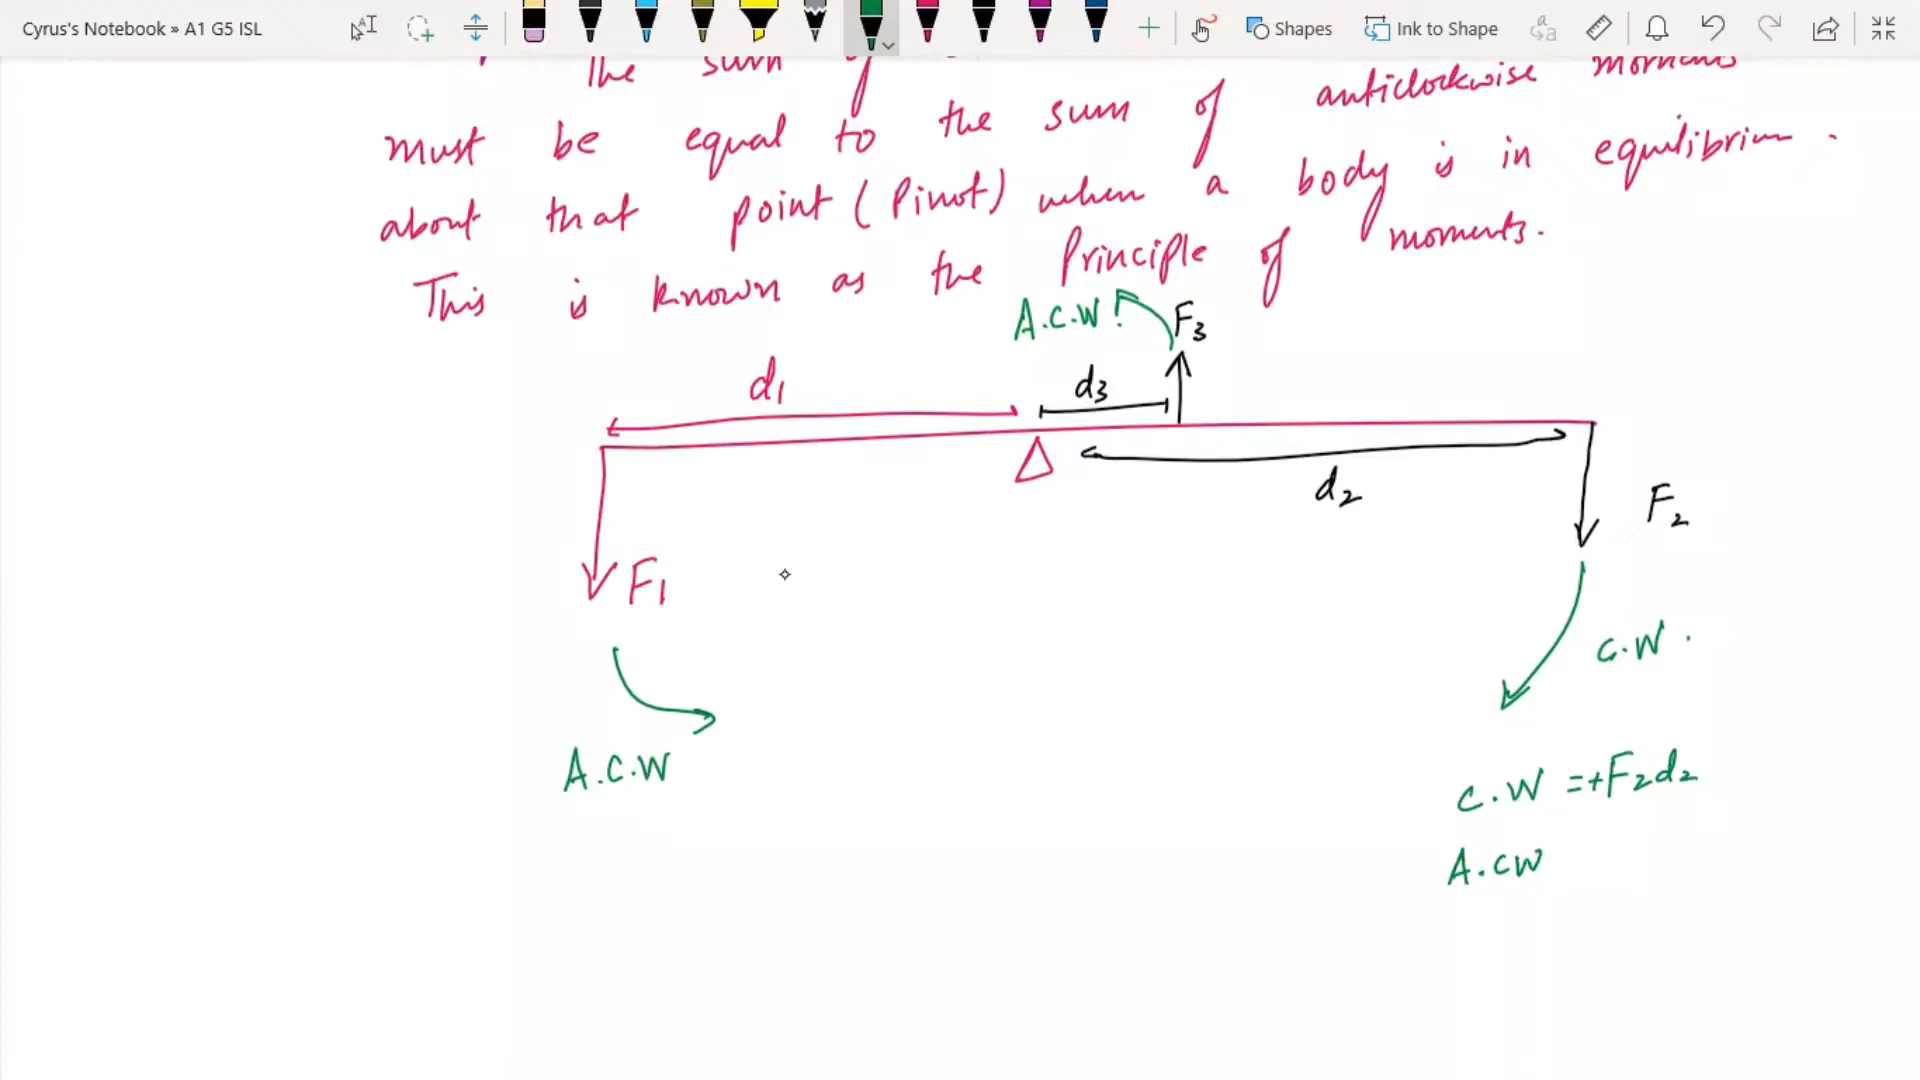 Cyrus's Notebook » A1 G5 ISL
Shapes
Ink to Shape
The sum of anticlockwise moments
must be equal to the sum of
about that point (Pivot) when a body is in equilibrium.
This is known as the Principle of moments.
A.C.W
F3
d1
d3
d2
F2
F1
C.W.
A.C.W
C.W = +F2d2
A.CW